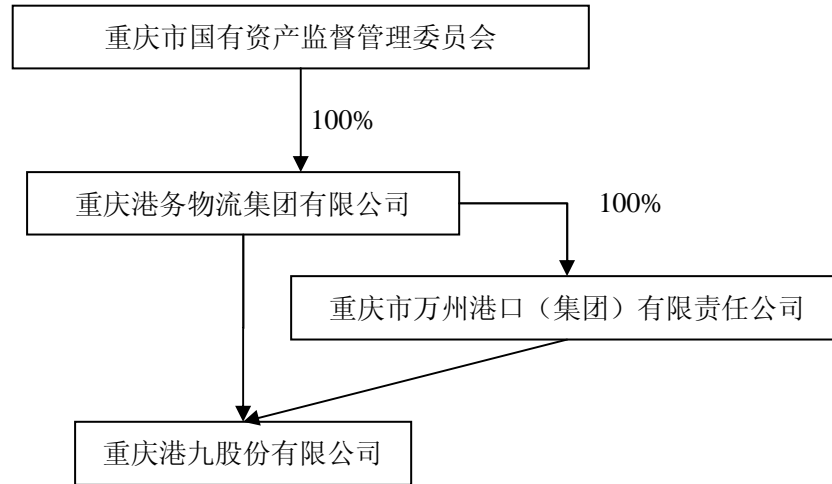 重庆市国有资产监督管理委员会
100%
重庆港务物流集团有限公司
100%
重庆市万州港口（集团）有限责任公司
重庆港九股份有限公司